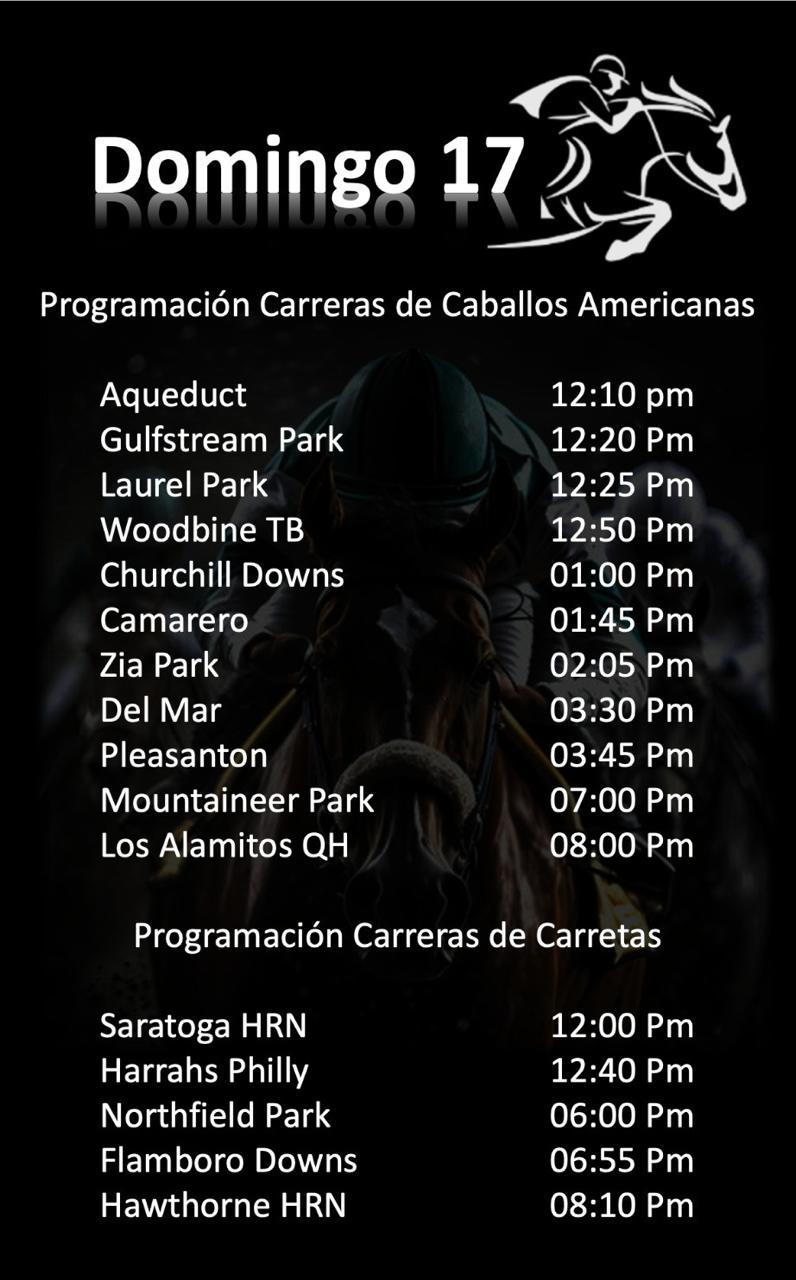 Domingo 17
Programación Carreras de Caballos Americanas
Aqueduct 12:10 pm
Gulfstream Park 12:20 Pm
Laurel Park 12:25 Pm
Woodbine TB 12:50 Pm
Churchill Downs 01:00 Pm
Camarero 01:45 Pm
Zia Park 02:05 Pm
Del Mar 03:30 Pm
Pleasanton 03:45 Pm
Mountaineer Park 07:00 Pm
Los Alamitos QH 08:00 Pm
Programación Carreras de Carretas
Saratoga HRN 12:00 Pm
Harrahs Philly 12:40 Pm
Northfield Park 06:00 Pm
Flamboro Downs 06:55 Pm
Hawthorne HRN 08:10 Pm